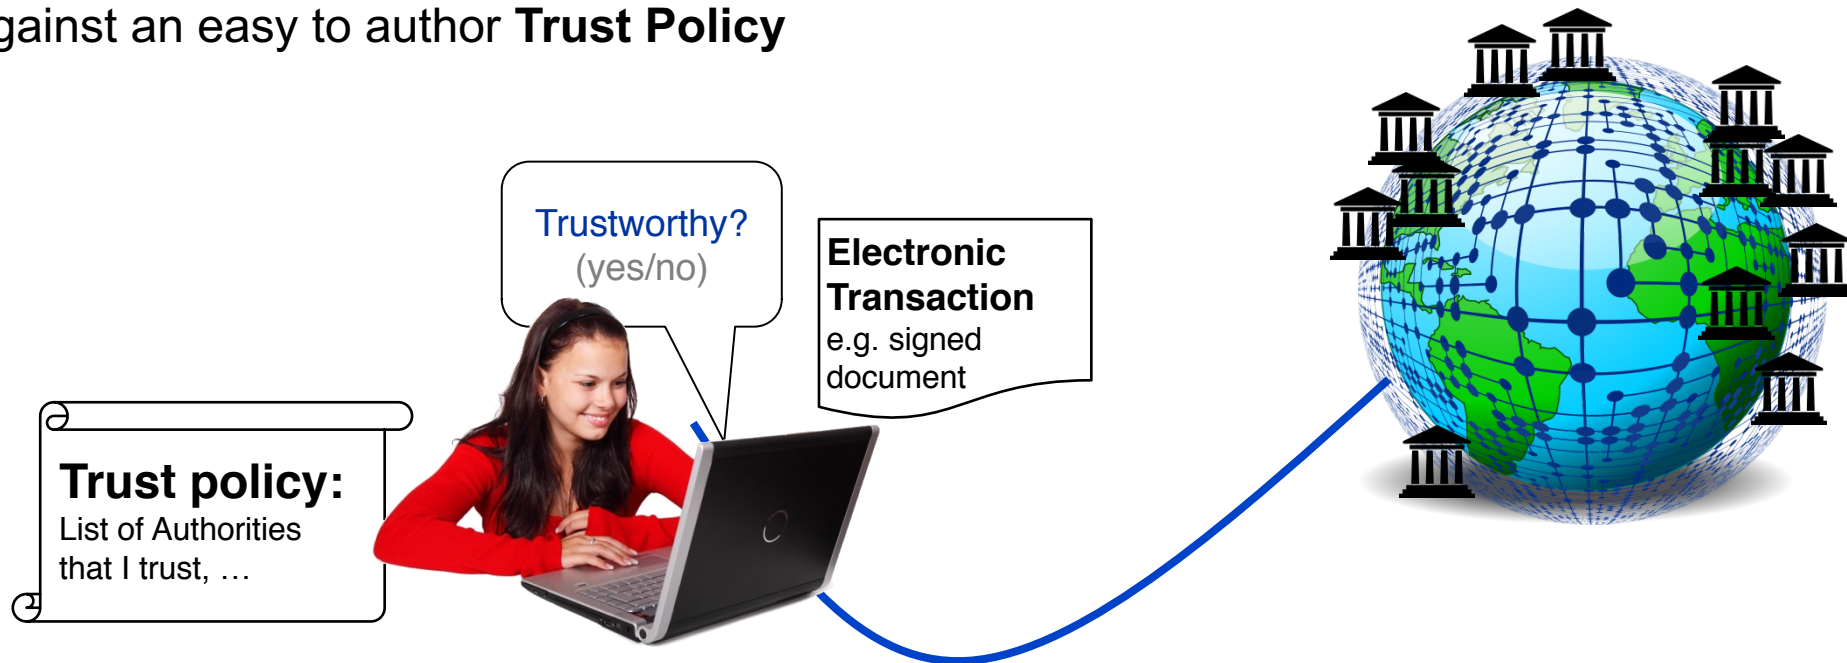 gainst an easy to author Trust Policy
Trustworthy?
(yes/no)
Electronic
Transaction
e.g. signed
document
Trust policy:
List of Authorities
that I trust, …